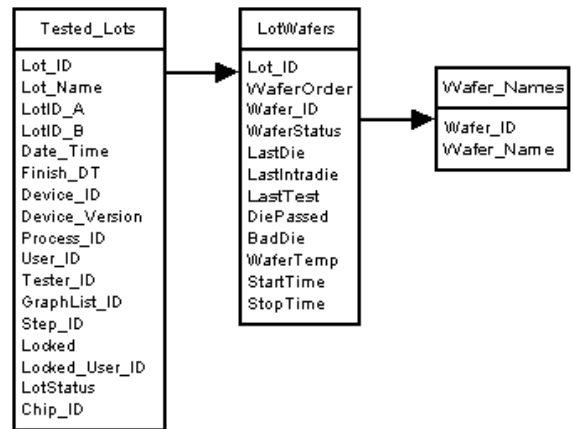 Tested_Lots
Lot_ID
Lot_Name
LotID_A
LotID_B
Date_Time
Finish_DT
Device_ID
Device_Version
Process_ID
User_ID
Tester_ID
GraphList_ID
Step_ID
Locked
Locked_User_ID
LotStatus
Chip_ID
LotWafers
Lot_ID
WaferOrder
Wafer_ID
WaferStatus
LastDie
LastIntradie
LastTest
DiePassed
BadDie
WaferTemp
StartTime
StopTime
Wafer_Names
Wafer_ID
Wafer_Name